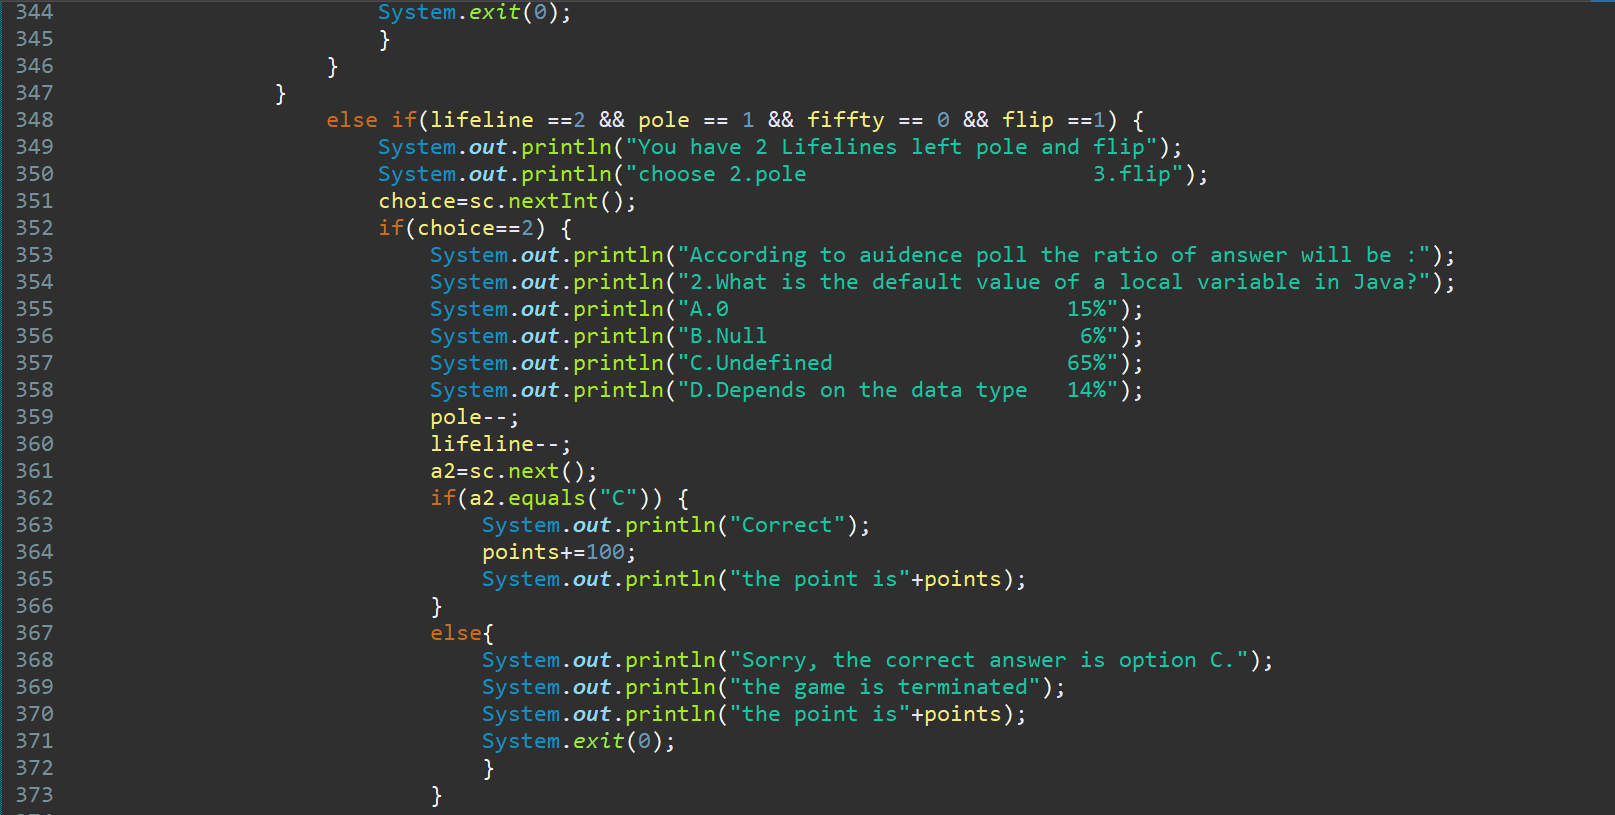 344                         System.exit(0);
345                         }
346                     }
347                 }
348                     else if(lifeline ==2 && pole == 1 && fiffty == 0 && flip ==1) {
349                         System.out.println("You have 2 Lifelines left pole and flip");
350                         System.out.println("choose 2.pole                      3.flip");
351                         choice=sc.nextInt();
352                         if(choice==2) {
353                             System.out.println("According to auidence poll the ratio of answer will be :");
354                             System.out.println("2.What is the default value of a local variable in Java?");
355                             System.out.println("A.0                          15%");
356                             System.out.println("B.Null                        6%");
357                             System.out.println("C.Undefined                  65%");
358                             System.out.println("D.Depends on the data type   14%");
359                             pole--;
360                             lifeline--;
361                             a2=sc.next();
362                             if(a2.equals("C")) {
363                                 System.out.println("Correct");
364                                 points+=100;
365                                 System.out.println("the point is"+points);
366                             }
367                             else{
368                                 System.out.println("Sorry, the correct answer is option C.");
369                                 System.out.println("the game is terminated");
370                                 System.out.println("the point is"+points);
371                                 System.exit(0);
372                                 }
373                             }